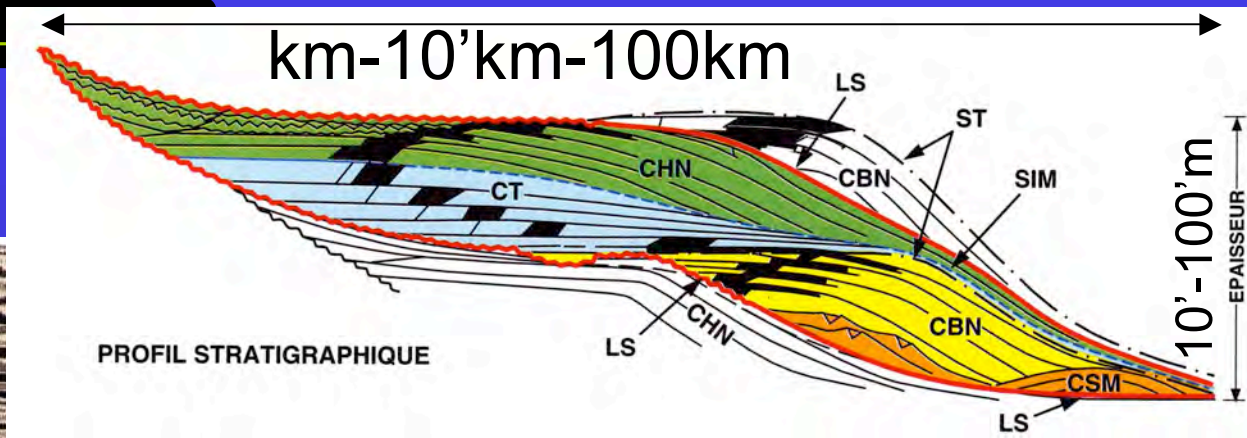 km-10'km-100km
LS
ST
CHN
CBN
SIM
CT
10'-100'm
EPAISSEUR
CHN
CBN
LS
PROFIL STRATIGRAPHIQUE
CSM
LS